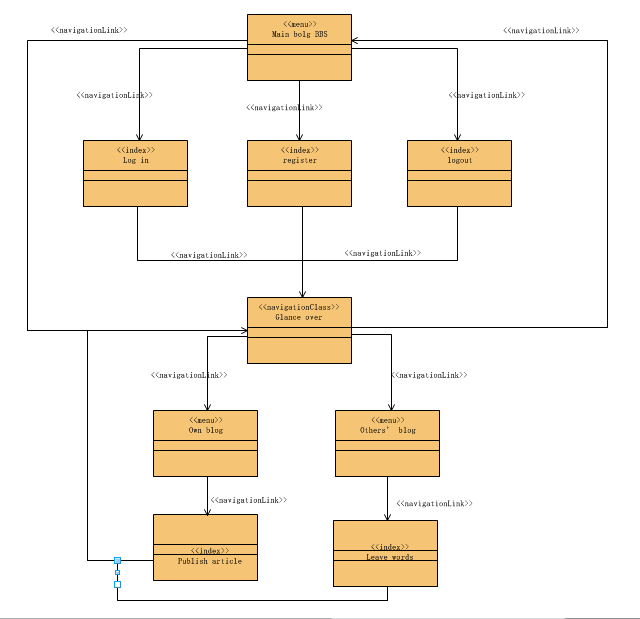 <<menu>>
<<navigationLink>>
<<navigationLink>>
Main bolg BBS
<<navigationLink>>
<<navigationLink>>
<<navigationLink>>
<<index>>
Log in
<<index>>
register
<<index>>
logout
<<navigationLink>>
<<navigationLink>>
<<navigationClass>>
Glance over
<<navigationLink>>
<<navigationLink>>
<<menu>>
Own blog
<<menu>>
Others' blog
<<navigationLink>>
<<navigationLink>>
<<index>>
Publish article
<<index>>
Leave words